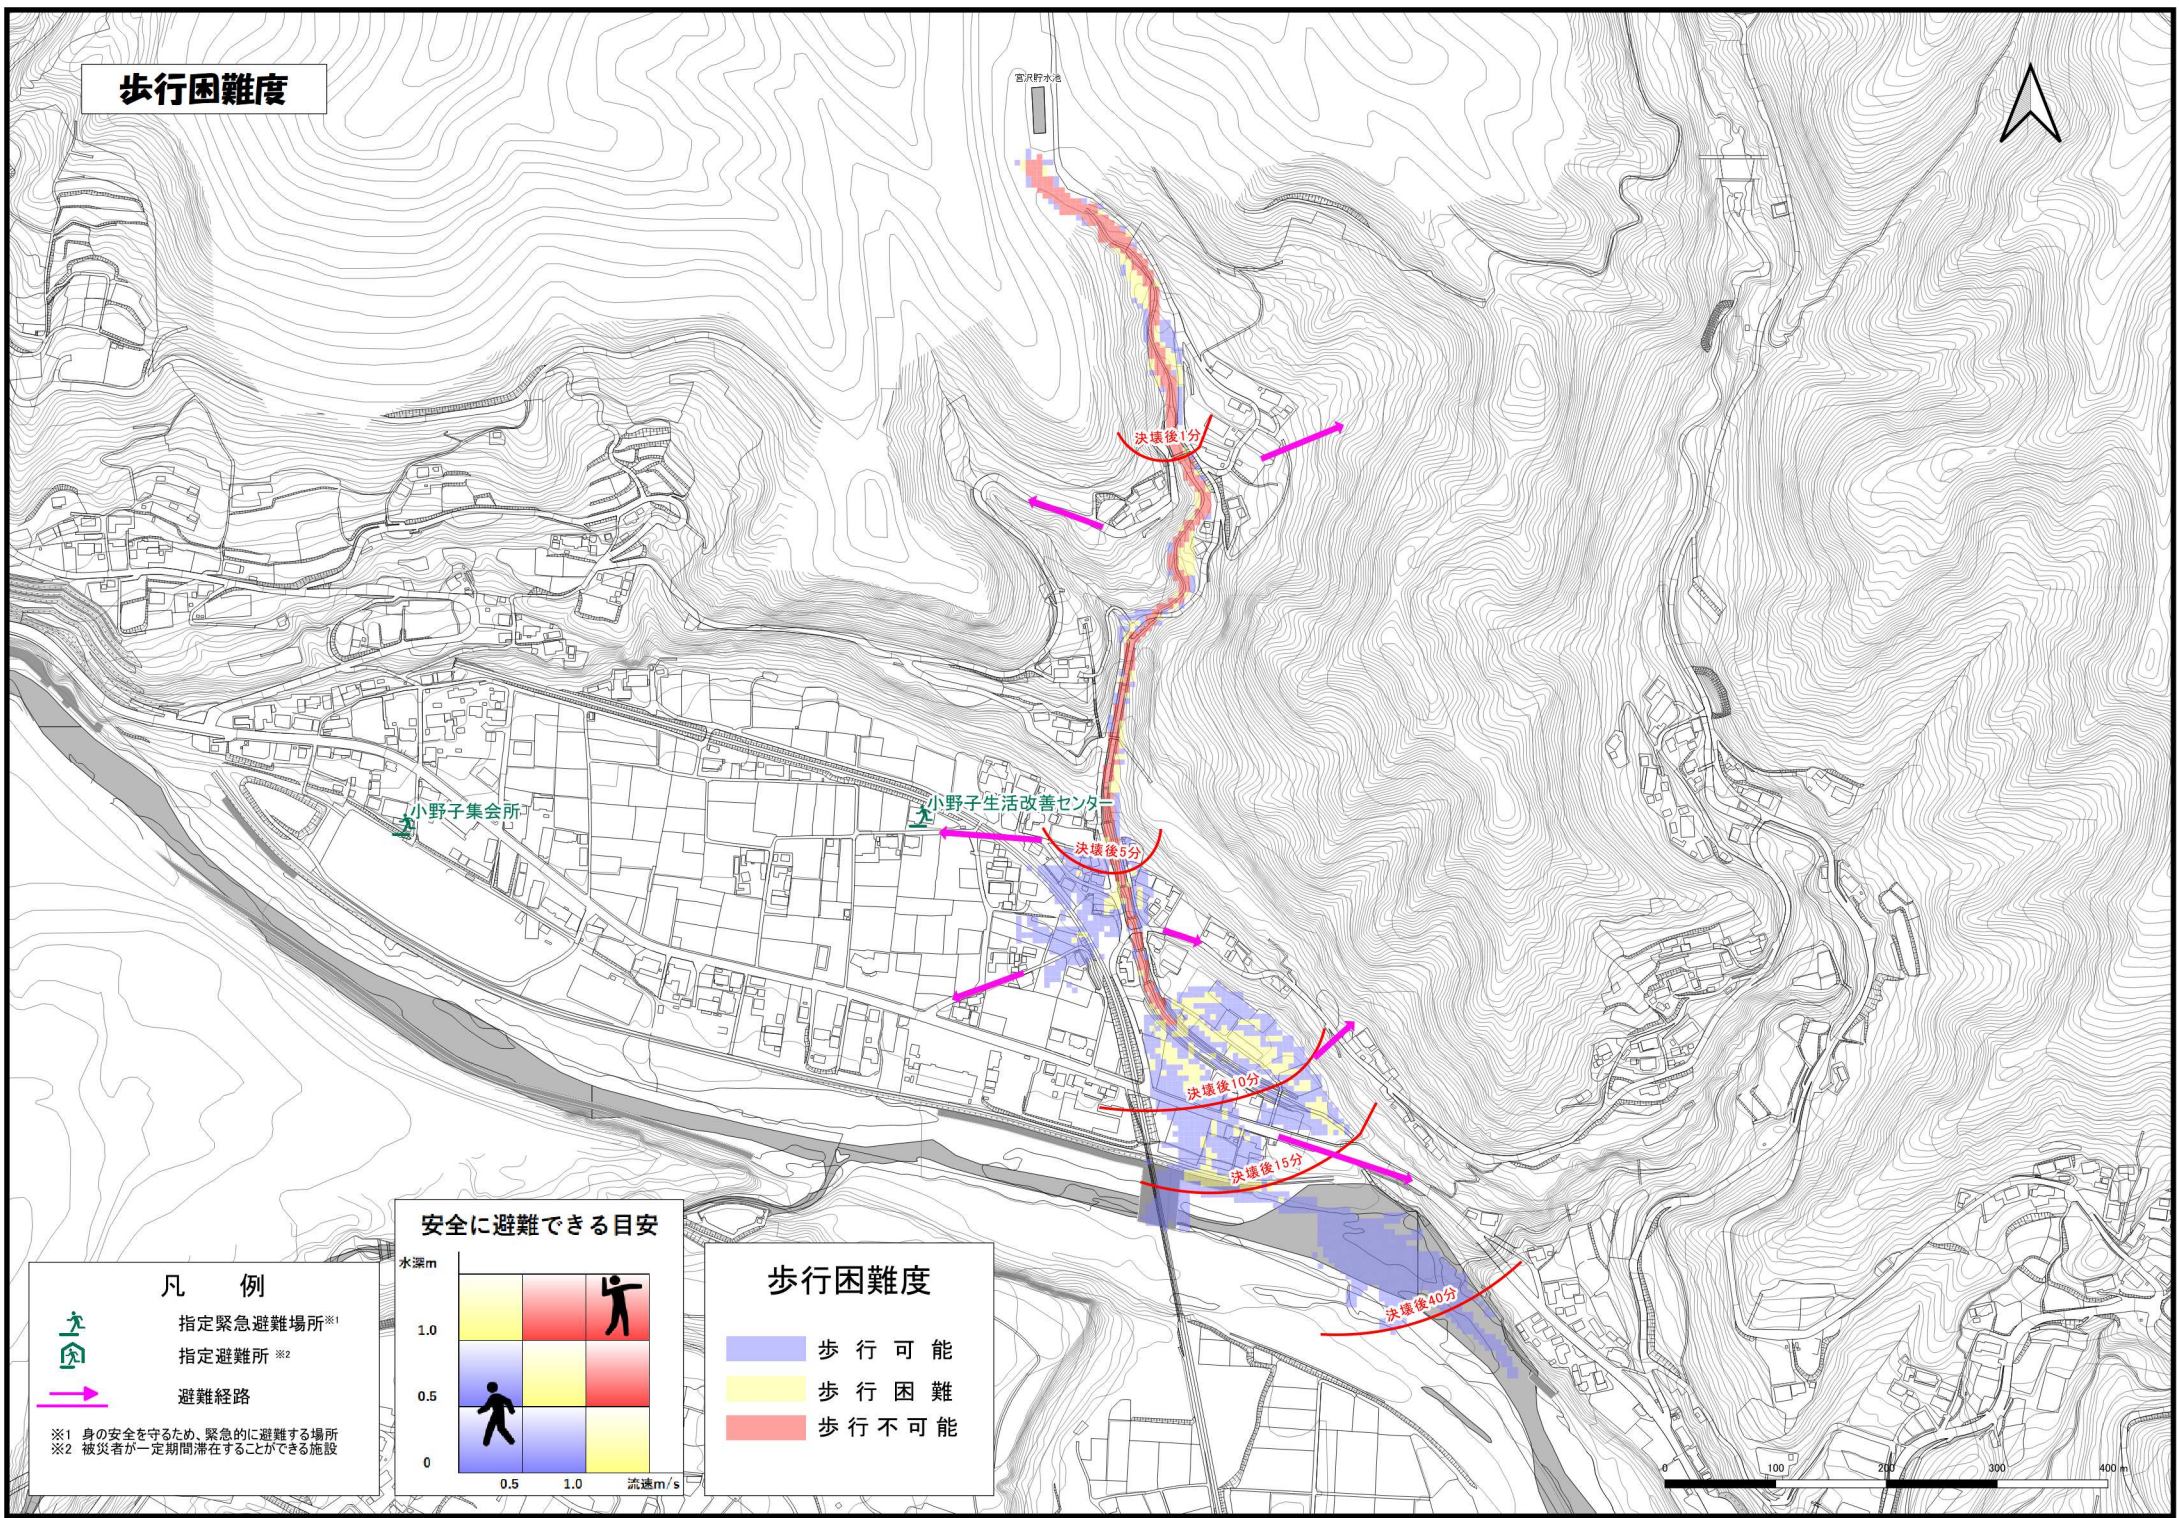 歩行困難度
宮沢貯水池
決壊後1分
小野子集会所
小野子生活改善センター
決壊後5分
決壊後10分
決壊後15分
決壊後40分
凡 例
指定緊急避難場所※1
指定避難所 ※2
避難経路
※1 身の安全を守るため、緊急的に避難する場所
※2 被災者が一定期間滞在することができる施設
安全に避難できる目安
水深m
1.0
0.5
0
0.5 1.0 流速m/s
歩行困難度
歩 行 可 能
歩 行 困 難
歩 行 不 可 能
0 100 200 300 400 m